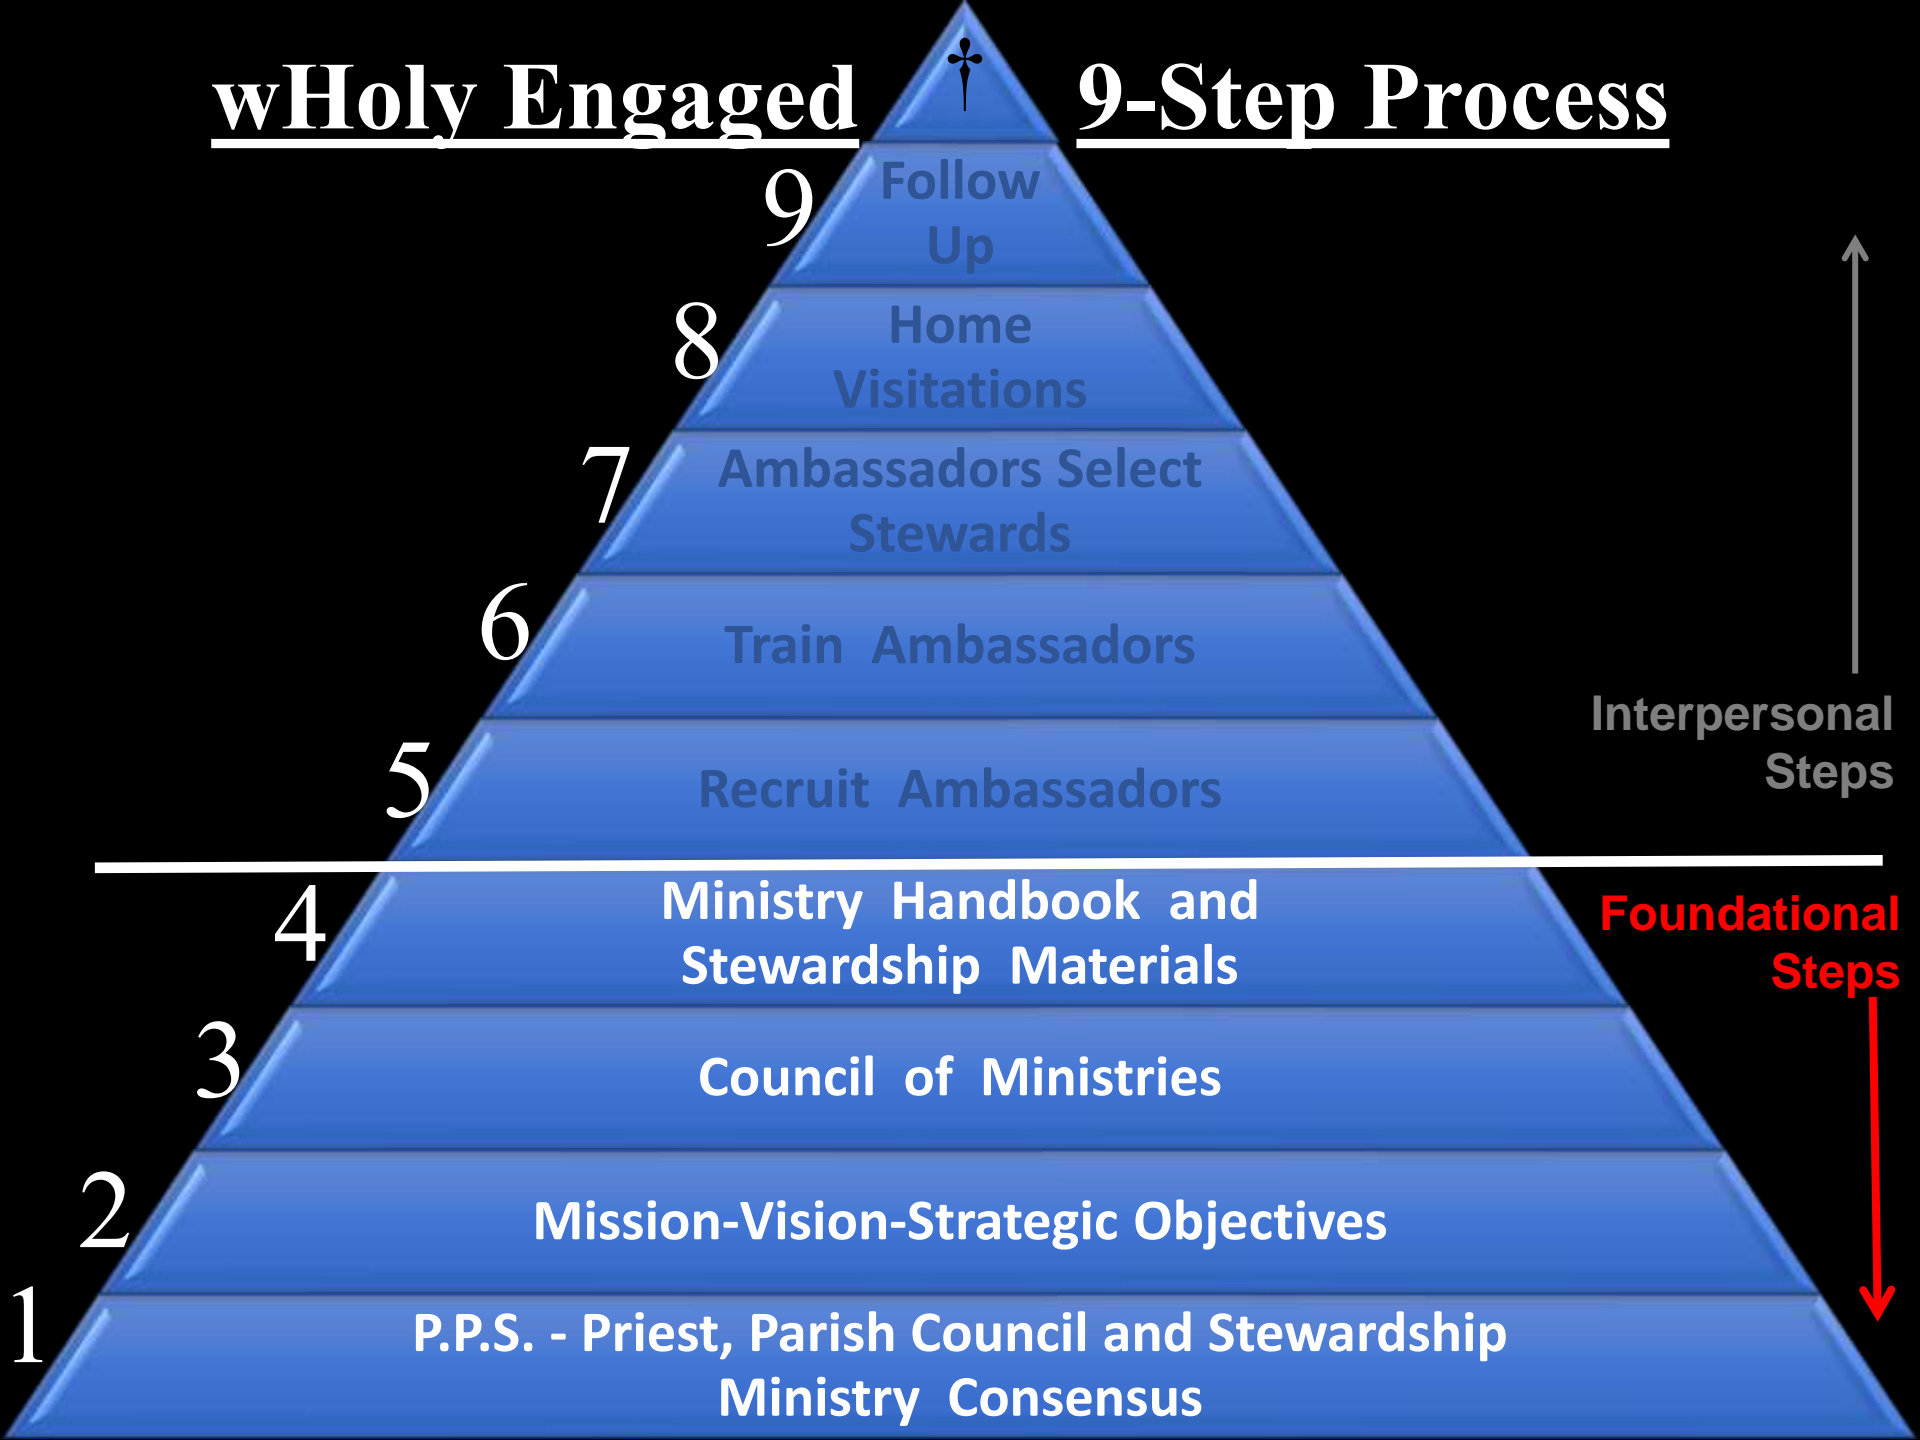 wHoly Engaged 9-Step Process
†
9
Follow
Up
8
Home
Visitations
7
Ambassadors Select
Stewards
6
Train Ambassadors
Interpersonal
Steps
5
Recruit Ambassadors
4
Ministry Handbook and
Stewardship Materials
Foundational
Steps
3
Council of Ministries
2
Mission-Vision-Strategic Objectives
1
P.P.S. - Priest, Parish Council and Stewardship
Ministry Consensus